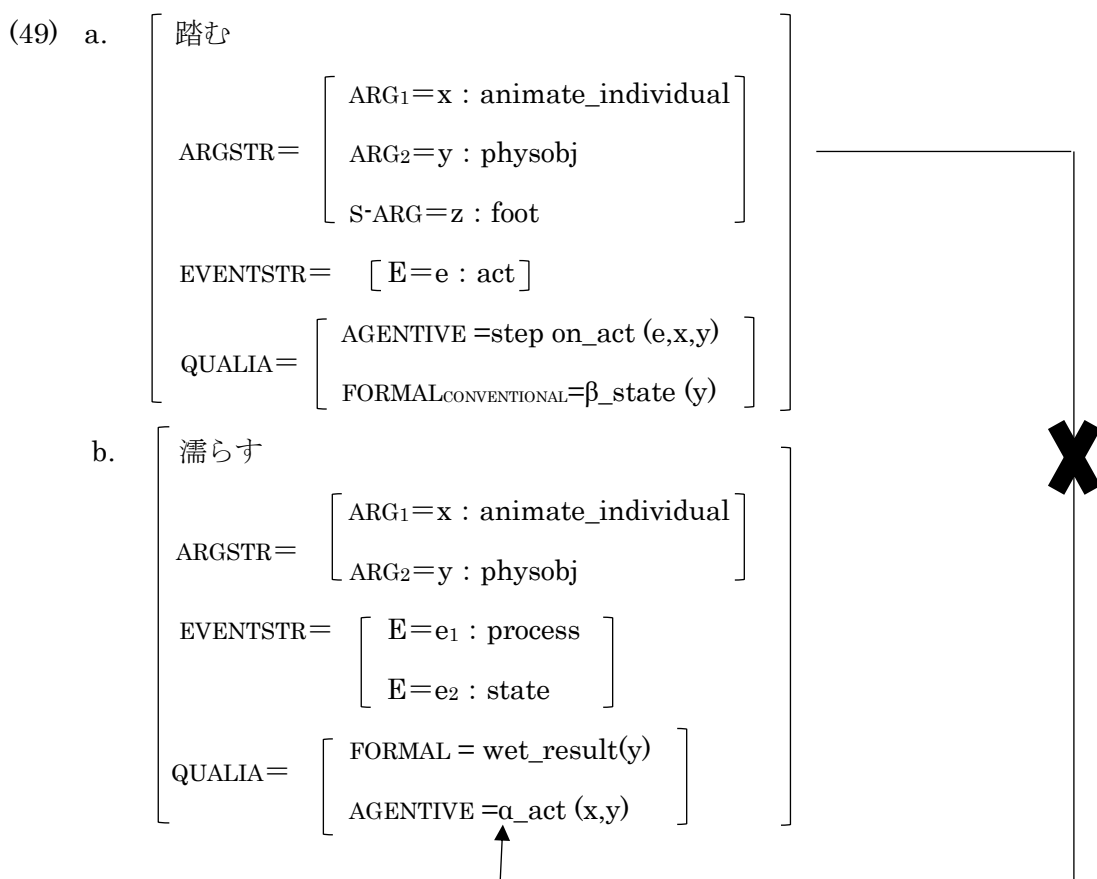 (49) a. 踏む
ARG1＝x : animate_individual
ARGSTR＝ ARG2＝y : physobj
S-ARG＝z : foot
EVENTSTR＝ [ E＝e : act ]
AGENTIVE =step on_act (e,x,y)
QUALIA＝
FORMALCONVENTIONAL=β_state (y)
b. 濡らす
ARG1＝x : animate_individual
ARGSTR＝
ARG2＝y : physobj
EVENTSTR＝ E＝e1 : process
E＝e2 : state
FORMAL = wet_result(y)
QUALIA＝
AGENTIVE =α_act (x,y)